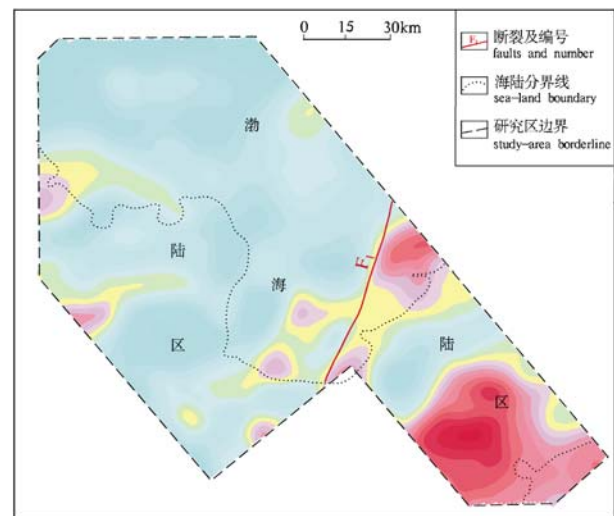 0 15 30km
F₁
断裂及编号
faults and number
海陆分界线
sea-land boundary
研究区边界
study-area borderline
渤
海
陆
区
F₁
陆
区